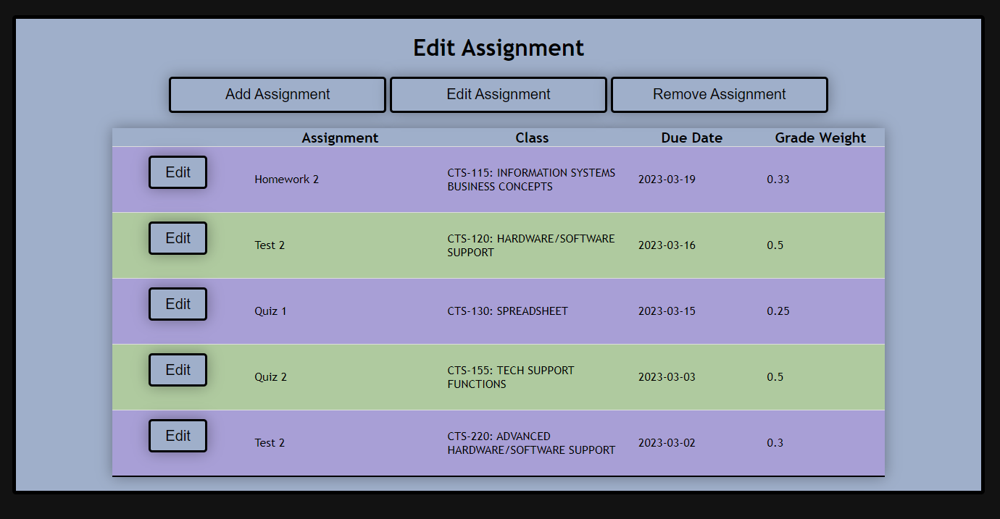 Edit Assignment
Add Assignment Edit Assignment Remove Assignment
Assignment Class Due Date Grade Weight
Edit Homework 2 CTS-115: INFORMATION SYSTEMS 2023-03-19 0.33
BUSINESS CONCEPTS
Edit Test 2 CTS-120: HARDWARE/SOFTWARE 2023-03-16 0.5
SUPPORT
Edit Quiz 1 CTS-130: SPREADSHEET 2023-03-15 0.25
Edit Quiz 2 CTS-155: TECH SUPPORT 2023-03-03 0.5
FUNCTIONS
Edit Test 2 CTS-220: ADVANCED 2023-03-02 0.3
HARDWARE/SOFTWARE SUPPORT